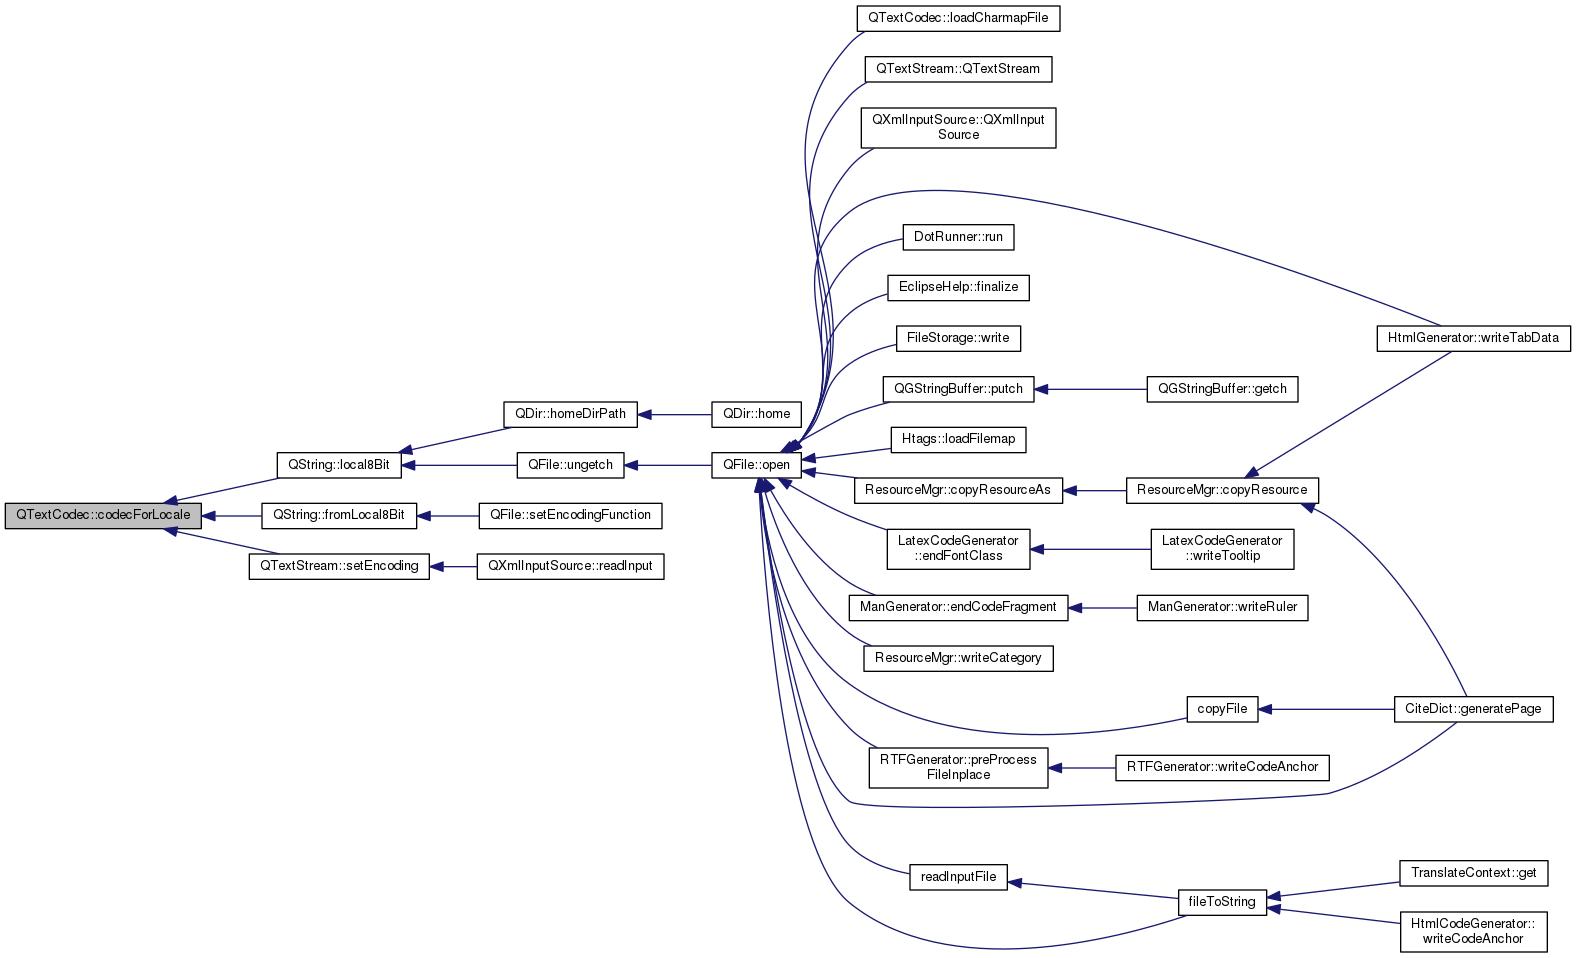 QTextCodec::loadCharmapFile
QTextStream::QTextStream
QXmlInputSource::QXmlInput
Source
DotRunner::run
EclipseHelp::finalize
FileStorage::write
HtmlGenerator::writeTabData
QGStringBuffer::putch
QGStringBuffer::getch
QDir::homeDirPath
QDir::home
Htags::loadFilemap
QString::local8Bit
QFile::ungetch
QFile::open
ResourceMgr::copyResourceAs
ResourceMgr::copyResource
QTextCodec::codecForLocale
QString::fromLocal8Bit
QFile::setEncodingFunction
LatexCodeGenerator
::endFontClass
LatexCodeGenerator
::writeTooltip
QTextStream::setEncoding
QXmlInputSource::readInput
ManGenerator::endCodeFragment
ManGenerator::writeRuler
ResourceMgr::writeCategory
copyFile
CiteDict::generatePage
RTFGenerator::preProcess
FileInplace
RTFGenerator::writeCodeAnchor
readInputFile
TranslateContext::get
fileToString
HtmlCodeGenerator::
writeCodeAnchor